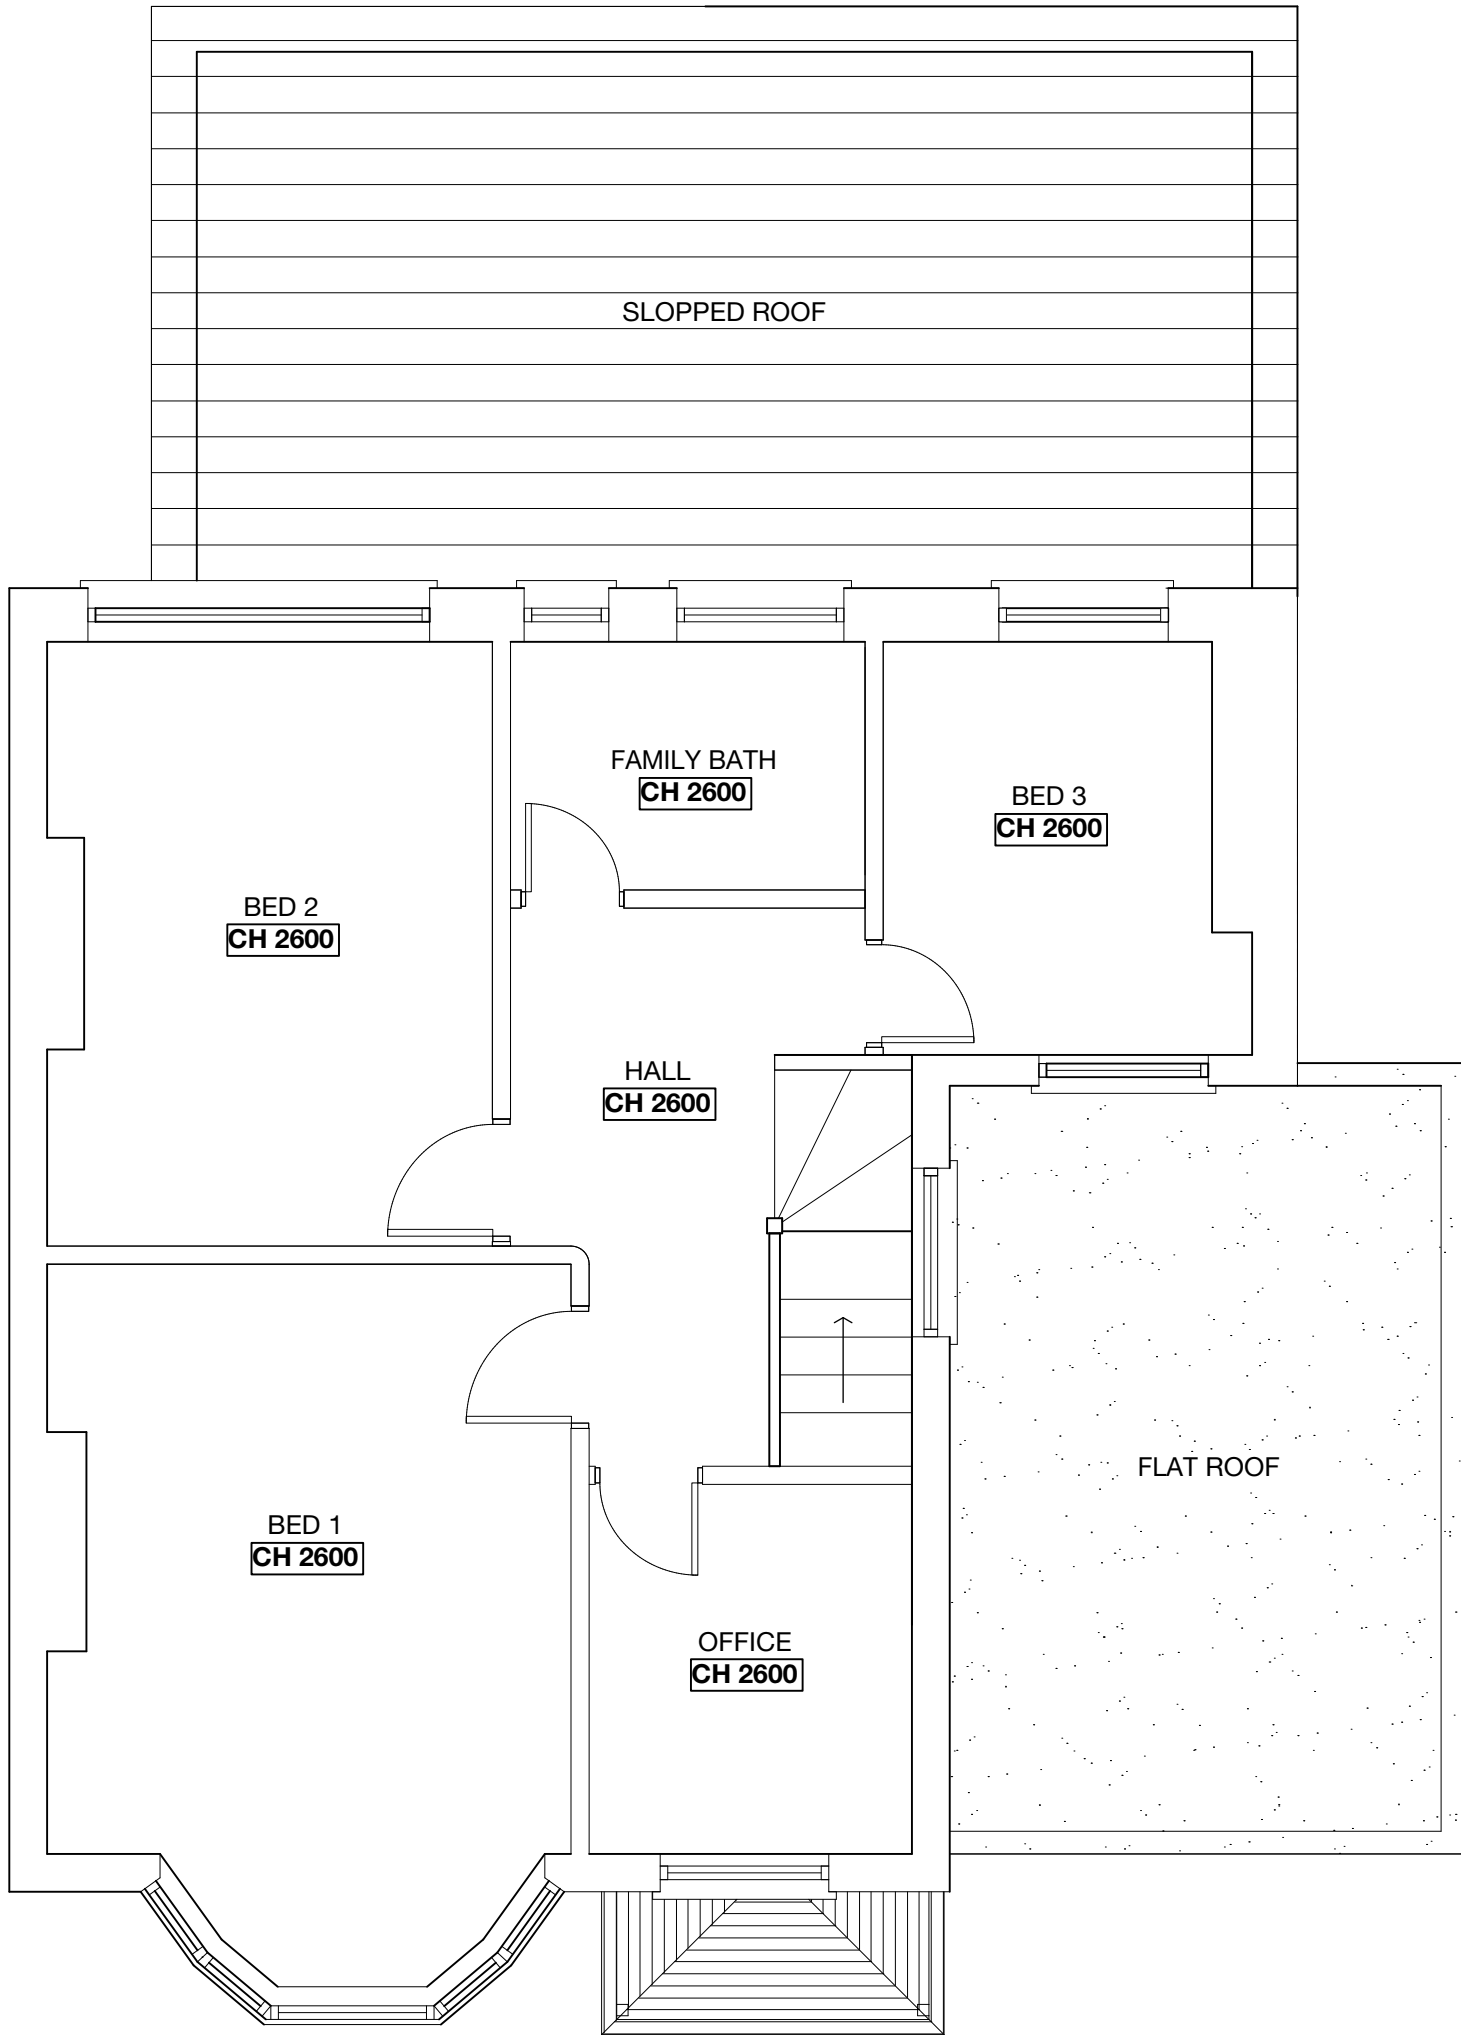 SLOPPED ROOF
FAMILY BATH
CH 2600
BED 3
CH 2600
BED 2
CH 2600
HALL
CH 2600
FLAT ROOF
BED 1
CH 2600
OFFICE
CH 2600